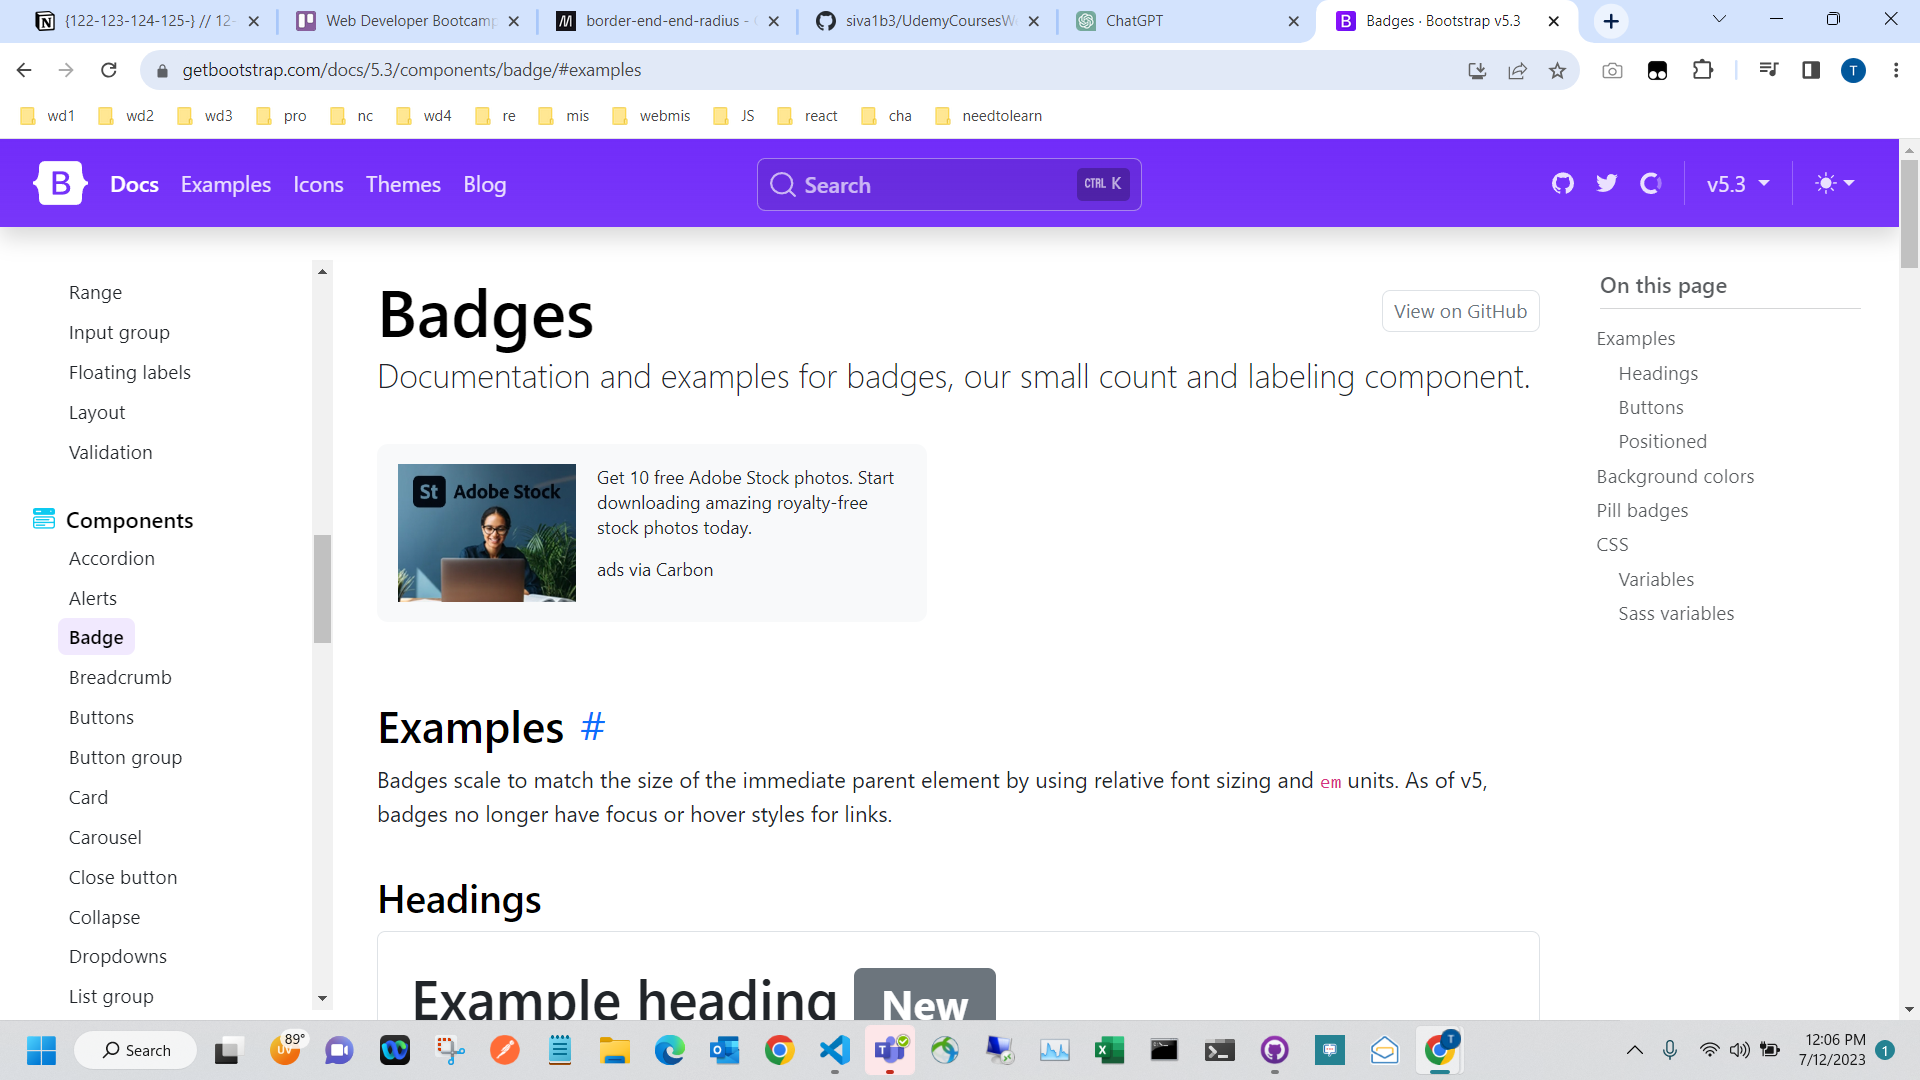 {122-123-124-125-} // 12-
Web Developer Bootcamp
border-end-end-radius -
siva1b3/UdemyCoursesW
ChatGPT
Badges · Bootstrap v5.3
getbootstrap.com/docs/5.3/components/badge/#examples
T
wd1
wd2
wd3
pro
nc
wd4
re
mis
webmis
JS
react
cha
needtolearn
B
Docs
Examples
Icons
Themes
Blog
Search
CTRL K
v5.3
Range
Input group
Floating labels
Layout
Validation
Components
Accordion
Alerts
Badge
Breadcrumb
Buttons
Button group
Card
Carousel
Close button
Collapse
Dropdowns
List group
Badges
View on GitHub
Documentation and examples for badges, our small count and labeling component.
St Adobe Stock
Get 10 free Adobe Stock photos. Start
downloading amazing royalty-free
stock photos today.
ads via Carbon
Examples #
Badges scale to match the size of the immediate parent element by using relative font sizing and em units. As of v5,
badges no longer have focus or hover styles for links.
Headings
Example heading New
On this page
Examples
Headings
Buttons
Positioned
Background colors
Pill badges
CSS
Variables
Sass variables
Search
89°
UV
T
12:06 PM
7/12/2023
1